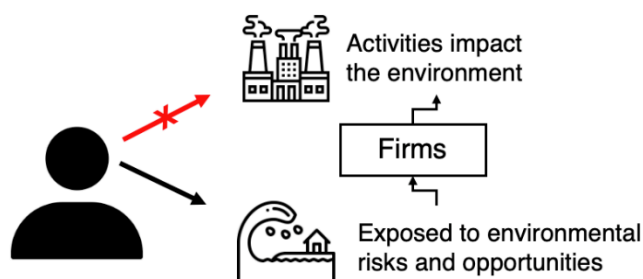 Activities impact
the environment
Firms
Exposed to environmental
risks and opportunities